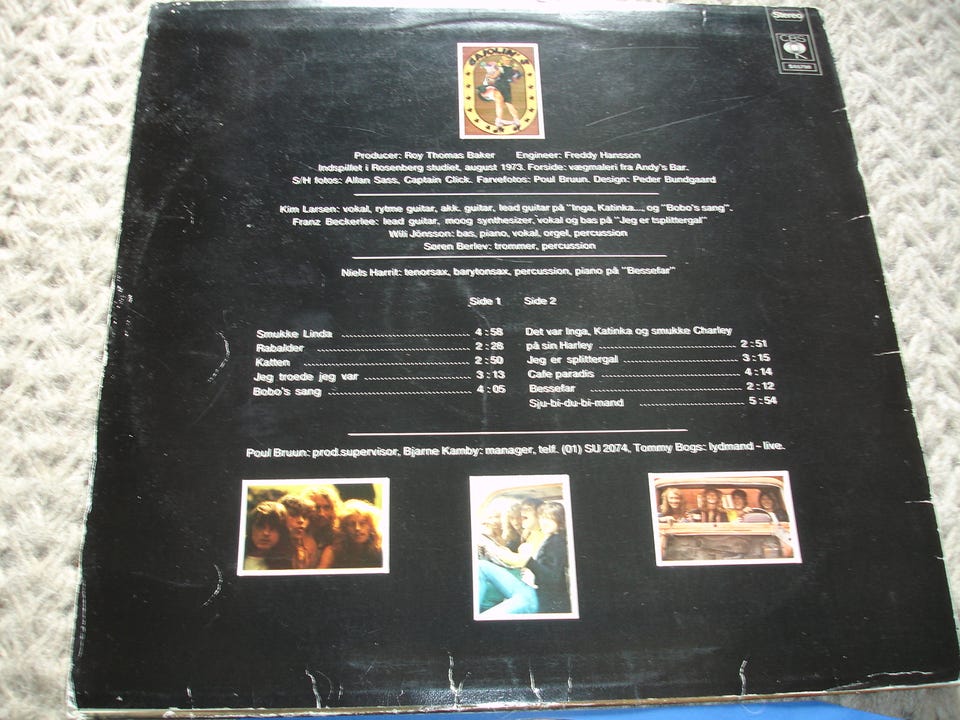 Stereo
CBS
GASOLIN'
Producer: Roy Thomas Baker Engineer: Freddy Hansson
Indspillet i Rosenberg studiet, august 1973. Forside: vægmaleri fra Andy's Bar.
S/H fotos: Allan Sass, Captain Click. Farvefotos: Poul Bruun. Design: Peder Bundgaard
Kim Larsen: vokal, rytme guitar, akk. guitar, lead guitar på "Inga, Katinka..., og "Bobo's sang".
Franz Beckerlee: lead guitar, moog synthesizer, vokal og bas på "Jeg er tsplittergal"
Wili Jönsson: bas, piano, vokal, orgel, percussion
Søren Berlev: trommer, percussion
Niels Harrit: tenorsax, barytonsax, percussion, piano på "Bessefar"
Side 1 Side 2
Smukke Linda 4:58
Rabalder 2:28
Katten 2:50
Jeg troede jeg var 3:13
Bobo's sang 4:05
Det var Inga, Katinka og smukke Charley
på sin Harley 2:51
Jeg er splittergal 3:15
Cafe paradis 4:14
Bessefar 2:12
Sju-bi-du-bi-mand 5:54
Poul Bruun: prod.supervisor, Bjarne Kamby: manager, telf. (01) SU 2074, Tommy Bogs: lydmand - live.